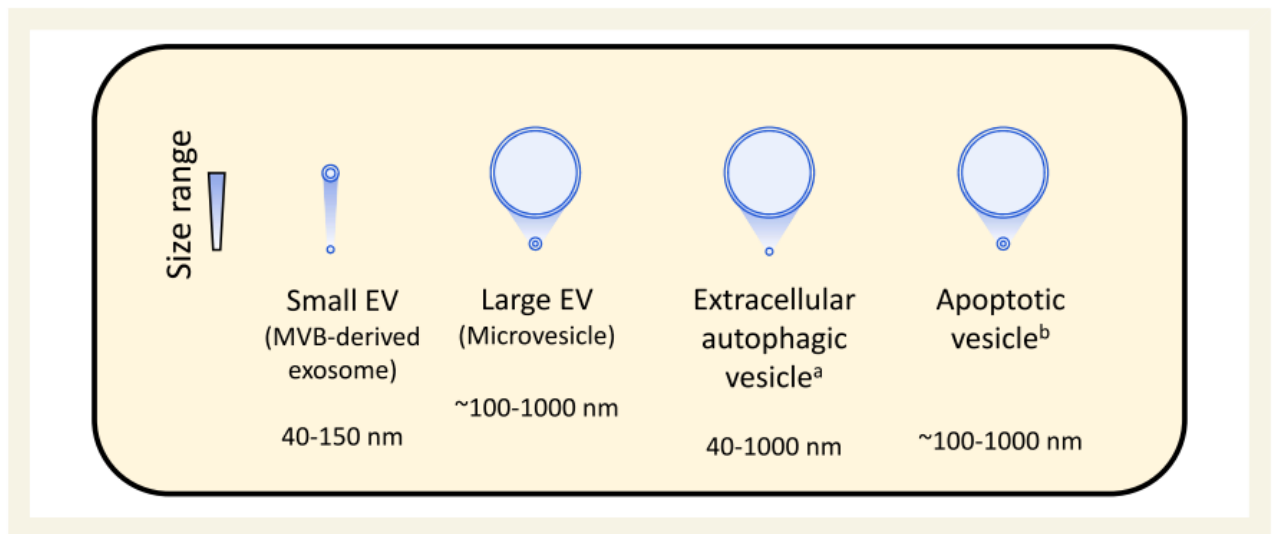 Size range
Small EV
(MVB-derived
exosome)
40-150 nm
Large EV
(Microvesicle)
~100-1000 nm
Extracellular
autophagic
vesicleᵃ
40-1000 nm
Apoptotic
vesicleᵇ
~100-1000 nm